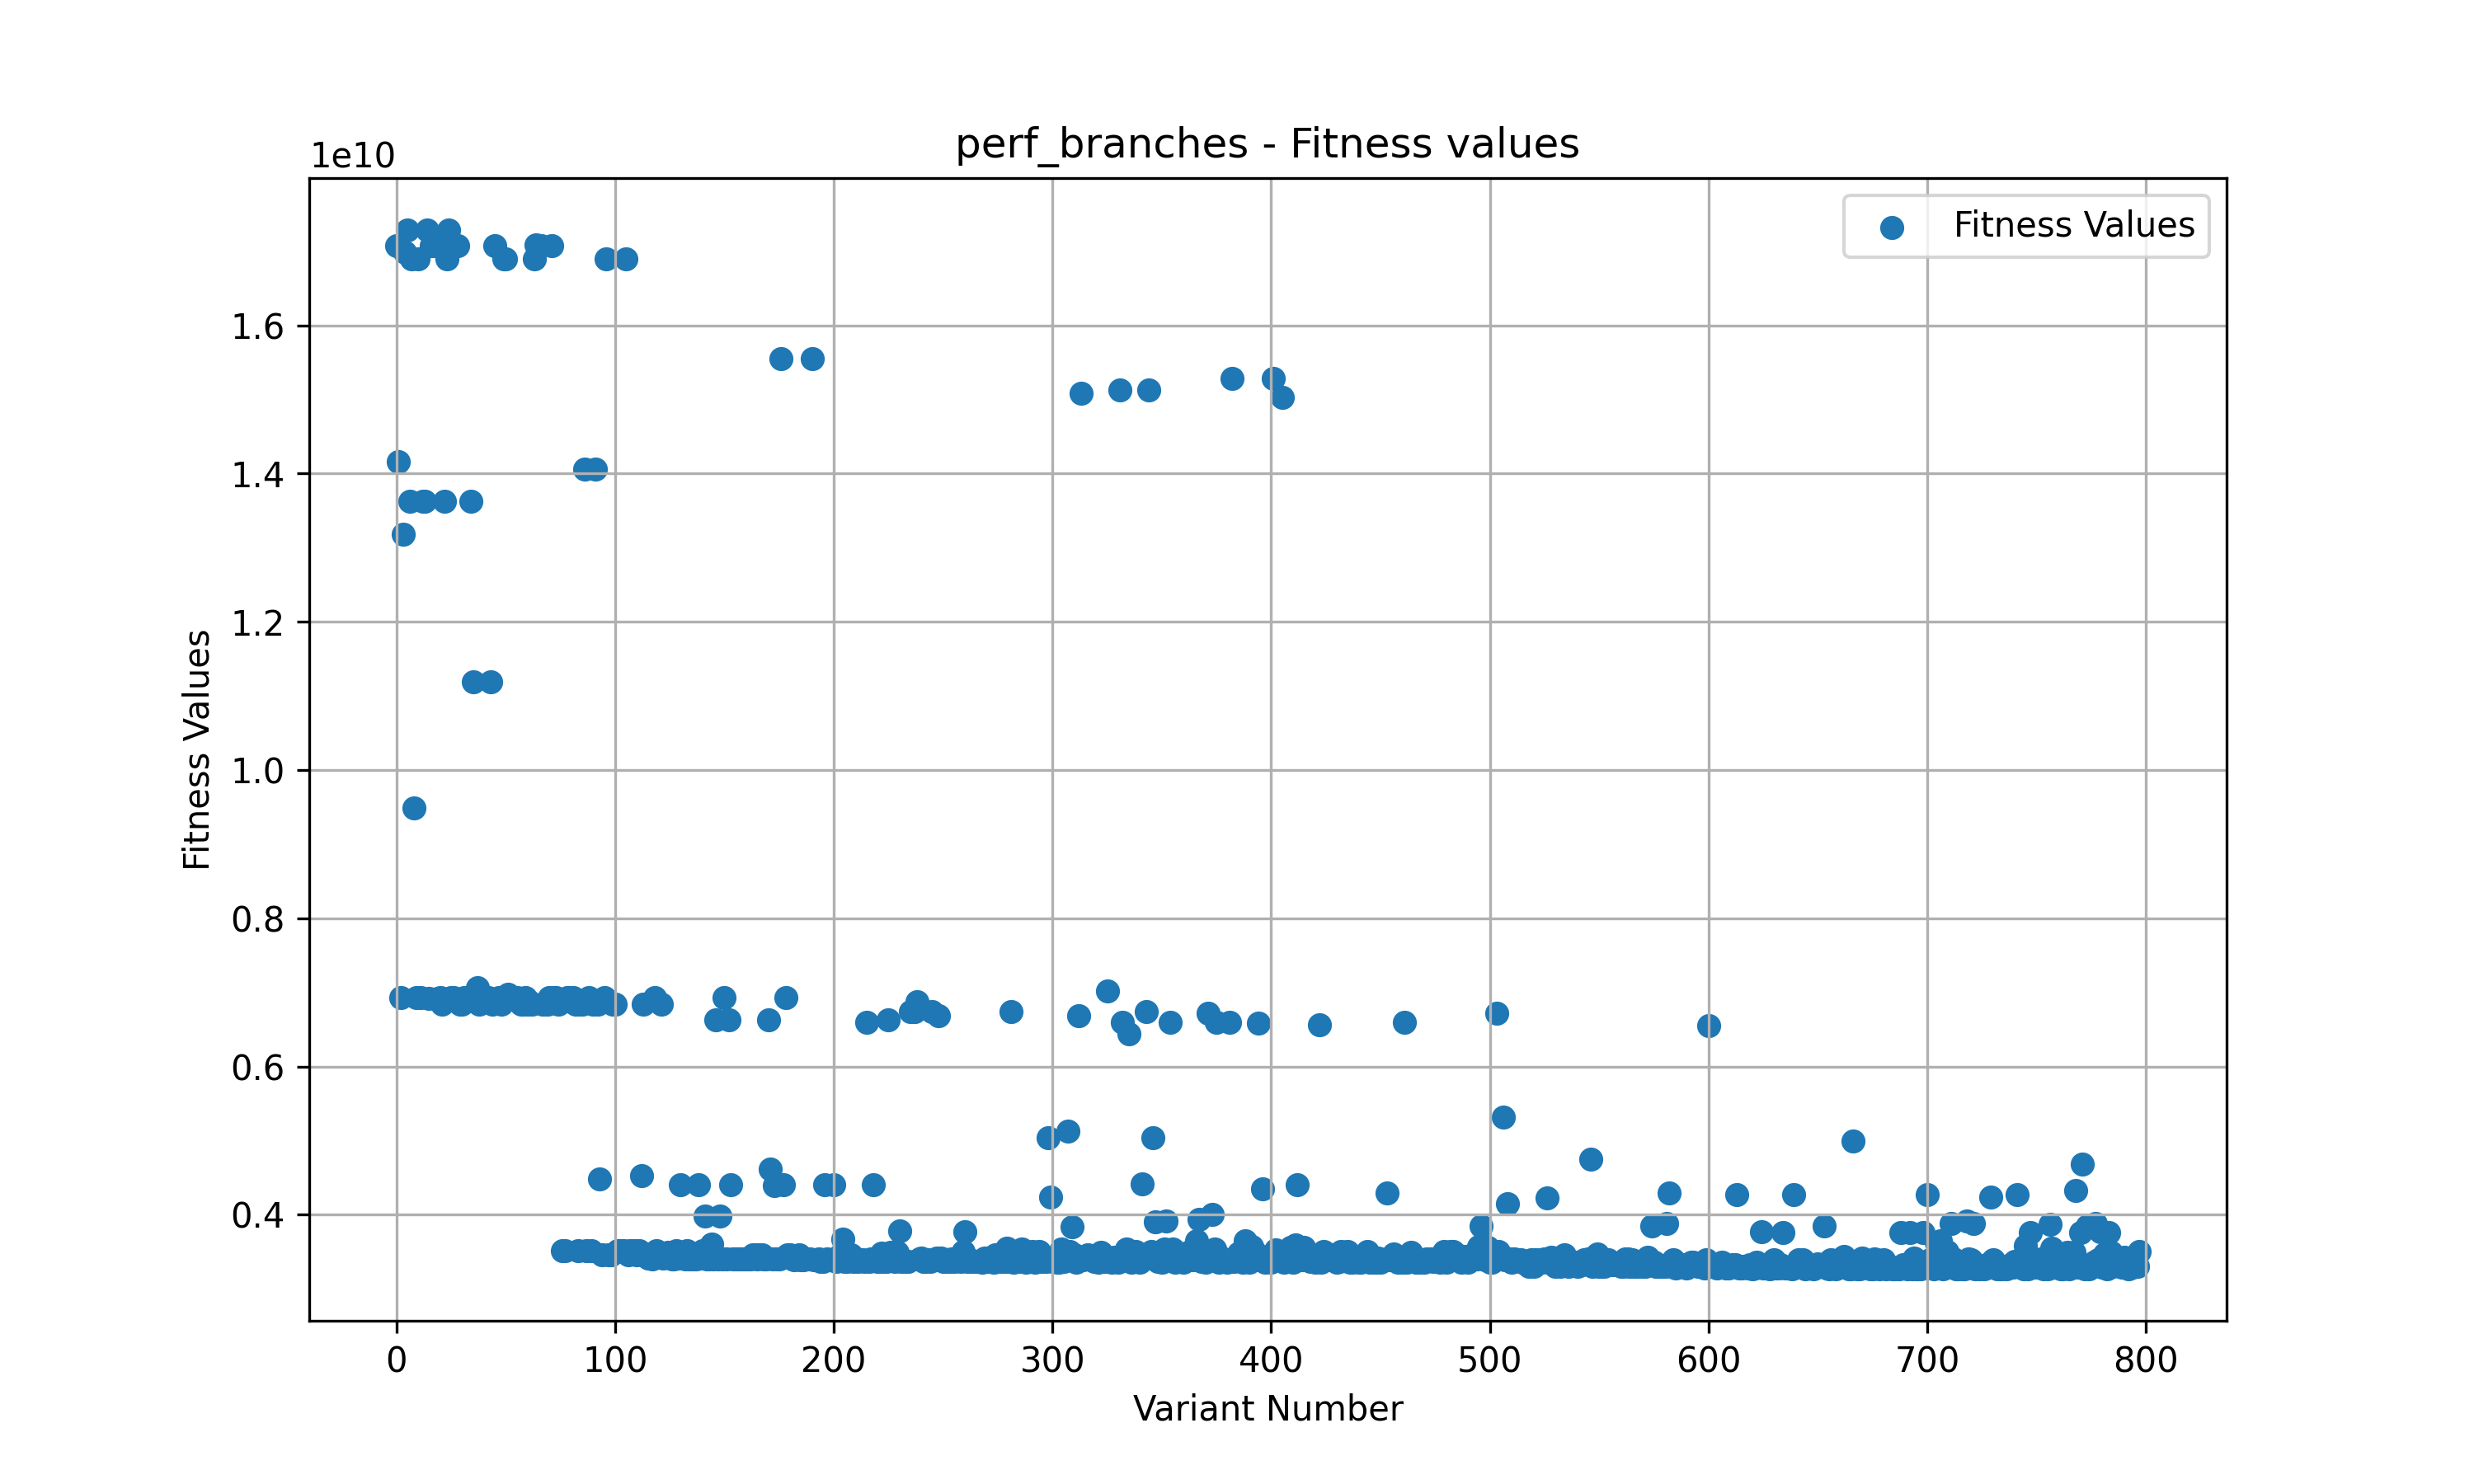 perf_branches - Fitness values
1e10
Fitness Values
1.6
1.4
1.2
1.0
0.8
0.6
0.4
Fitness Values
0 100 200 300 400 500 600 700 800
Variant Number